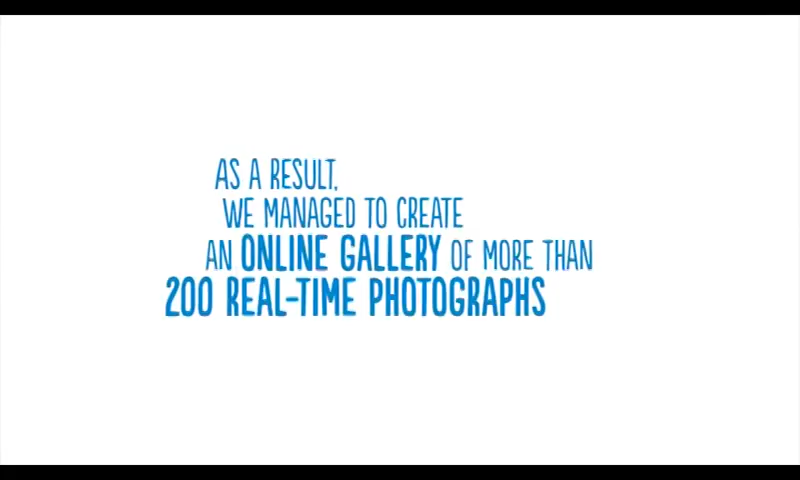 AS A RESULT,
WE MANAGED TO CREATE
AN ONLINE GALLERY OF MORE THAN
200 REAL-TIME PHOTOGRAPHS